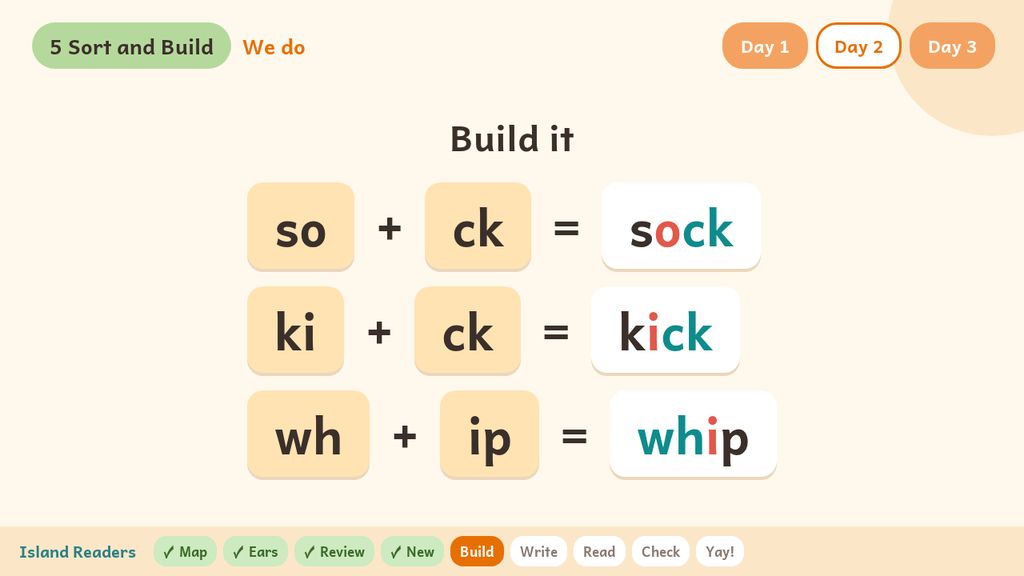 5 Sort and Build We do Day 1 Day 2 Day 3
Build it
so + ck = sock
ki + ck = kick
wh + ip = whip
Island Readers ✓ Map ✓ Ears ✓ Review ✓ New Build Write Read Check Yay!